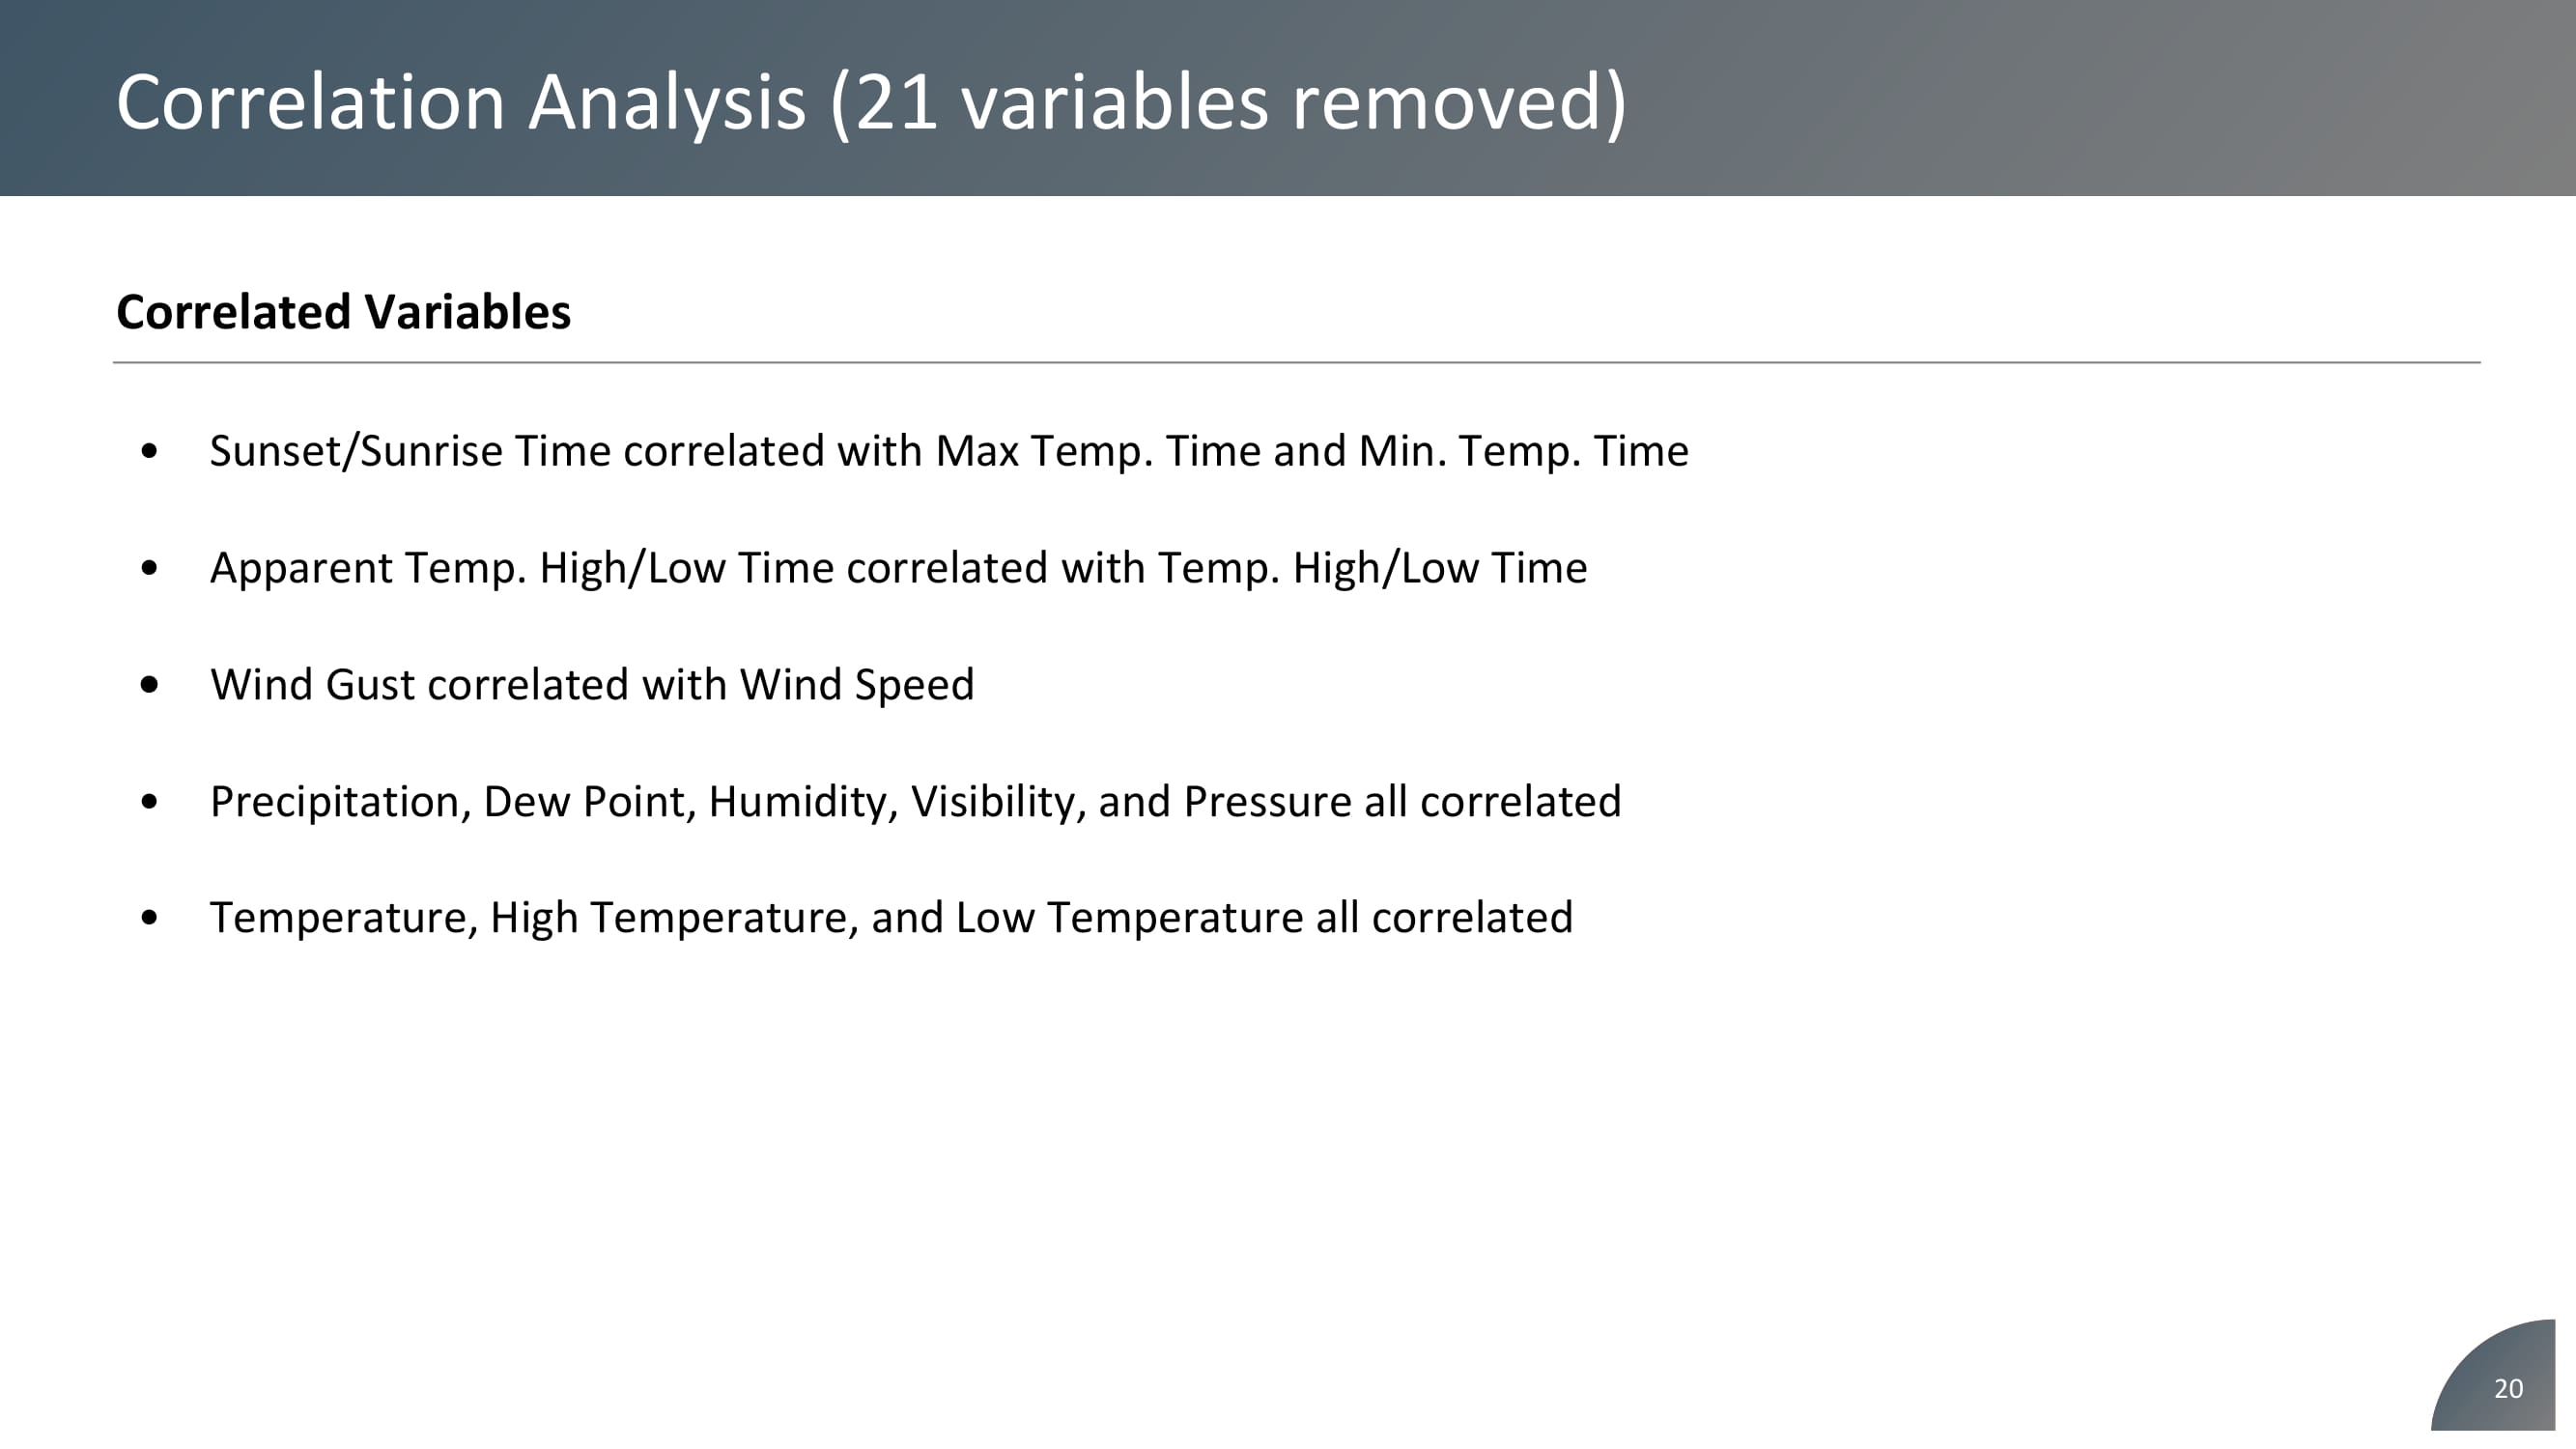 Correlation Analysis (21 variables removed)
Correlated Variables
• Sunset/Sunrise Time correlated with Max Temp. Time and Min. Temp. Time
• Apparent Temp. High/Low Time correlated with Temp. High/Low Time
• Wind Gust correlated with Wind Speed
• Precipitation, Dew Point, Humidity, Visibility, and Pressure all correlated
• Temperature, High Temperature, and Low Temperature all correlated
20